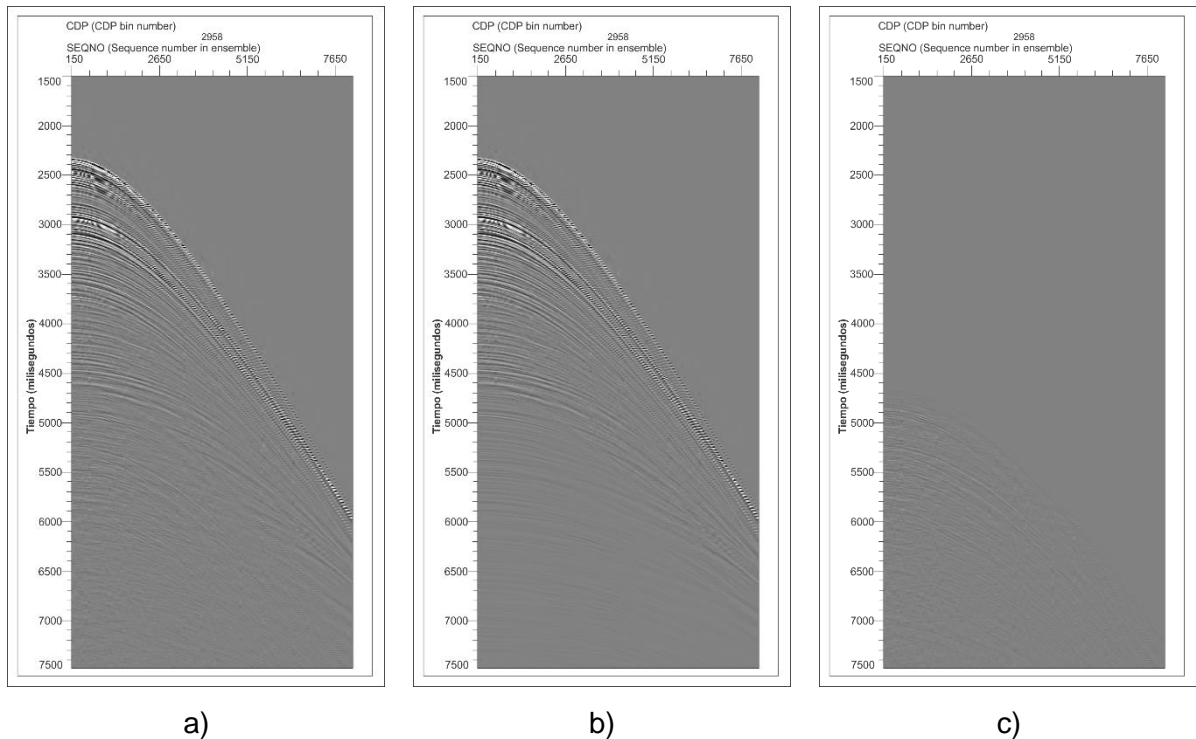 CDP (CDP bin number)
2958
SEQNO (Sequence number in ensemble)
150 2650 5150 7650
1500
2000
2500
3000
3500
4000
4500
5000
5500
6000
6500
7000
7500
Tiempo (milisegundos)
a)
CDP (CDP bin number)
2958
SEQNO (Sequence number in ensemble)
150 2650 5150 7650
1500
2000
2500
3000
3500
4000
4500
5000
5500
6000
6500
7000
7500
Tiempo (milisegundos)
b)
CDP (CDP bin number)
2958
SEQNO (Sequence number in ensemble)
150 2650 5150 7650
1500
2000
2500
3000
3500
4000
4500
5000
5500
6000
6500
7000
7500
Tiempo (milisegundos)
c)